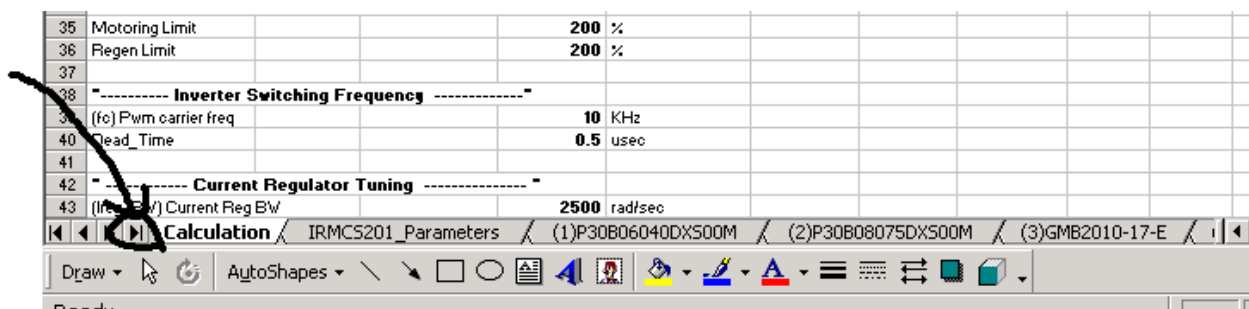 35 Motoring Limit 200 %
36 Regen Limit 200 %
37
38 "---------- Inverter Switching Frequency -------------"
(fc) Pwm carrier freq 10 KHz
40 Dead_Time 0.5 usec
41
42 " ------------ Current Regulator Tuning --------------- "
43 Current Reg BW 2500 rad/sec
Calculation IRMCS201_Parameters (1)P30B06040DXS00M (2)P30B08075DXS00M (3)GMB2010-17-E
Draw AutoShapes A A